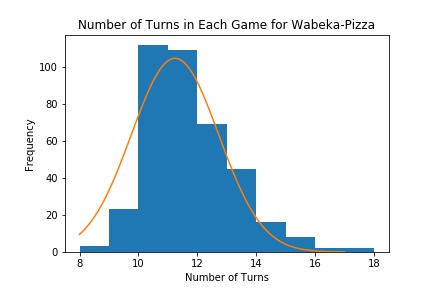 Number of Turns in Each Game for Wabeka-Pizza
Frequency
100
80
60
40
20
0
8 10 12 14 16 18
Number of Turns